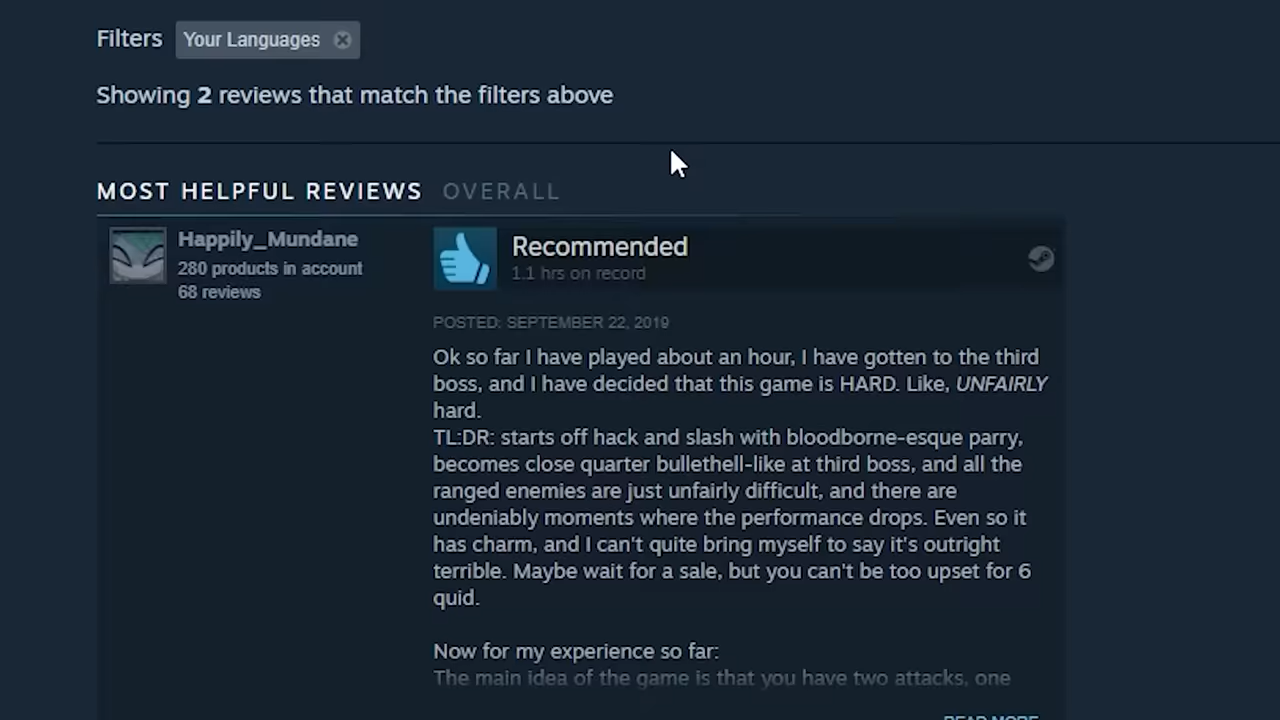 Filters Your Languages
Showing 2 reviews that match the filters above
MOST HELPFUL REVIEWS OVERALL
Happily_Mundane
280 products in account
68 reviews
Recommended
1.1 hrs on record
POSTED: SEPTEMBER 22, 2019
Ok so far I have played about an hour, I have gotten to the third
boss, and I have decided that this game is HARD. Like, UNFAIRLY
hard.
TL:DR: starts off hack and slash with bloodborne-esque parry,
becomes close quarter bullethell-like at third boss, and all the
ranged enemies are just unfairly difficult, and there are
undeniably moments where the performance drops. Even so it
has charm, and I can't quite bring myself to say it's outright
terrible. Maybe wait for a sale, but you can't be too upset for 6
quid.
Now for my experience so far:
The main idea of the game is that you have two attacks, one
READ MORE